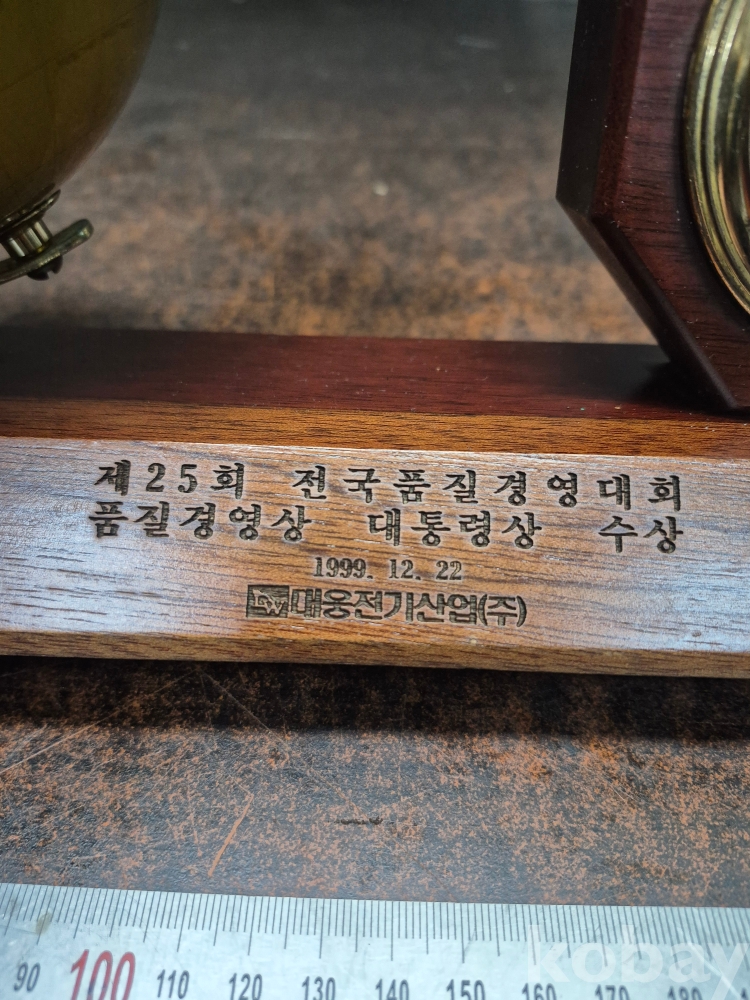 제25회 전국품질경영대회
품질경영상 대통령상 수상
1999. 12. 22
DW 대웅전기산업(주)
90 100 110 120 130 140 150 160 170 180
kobay